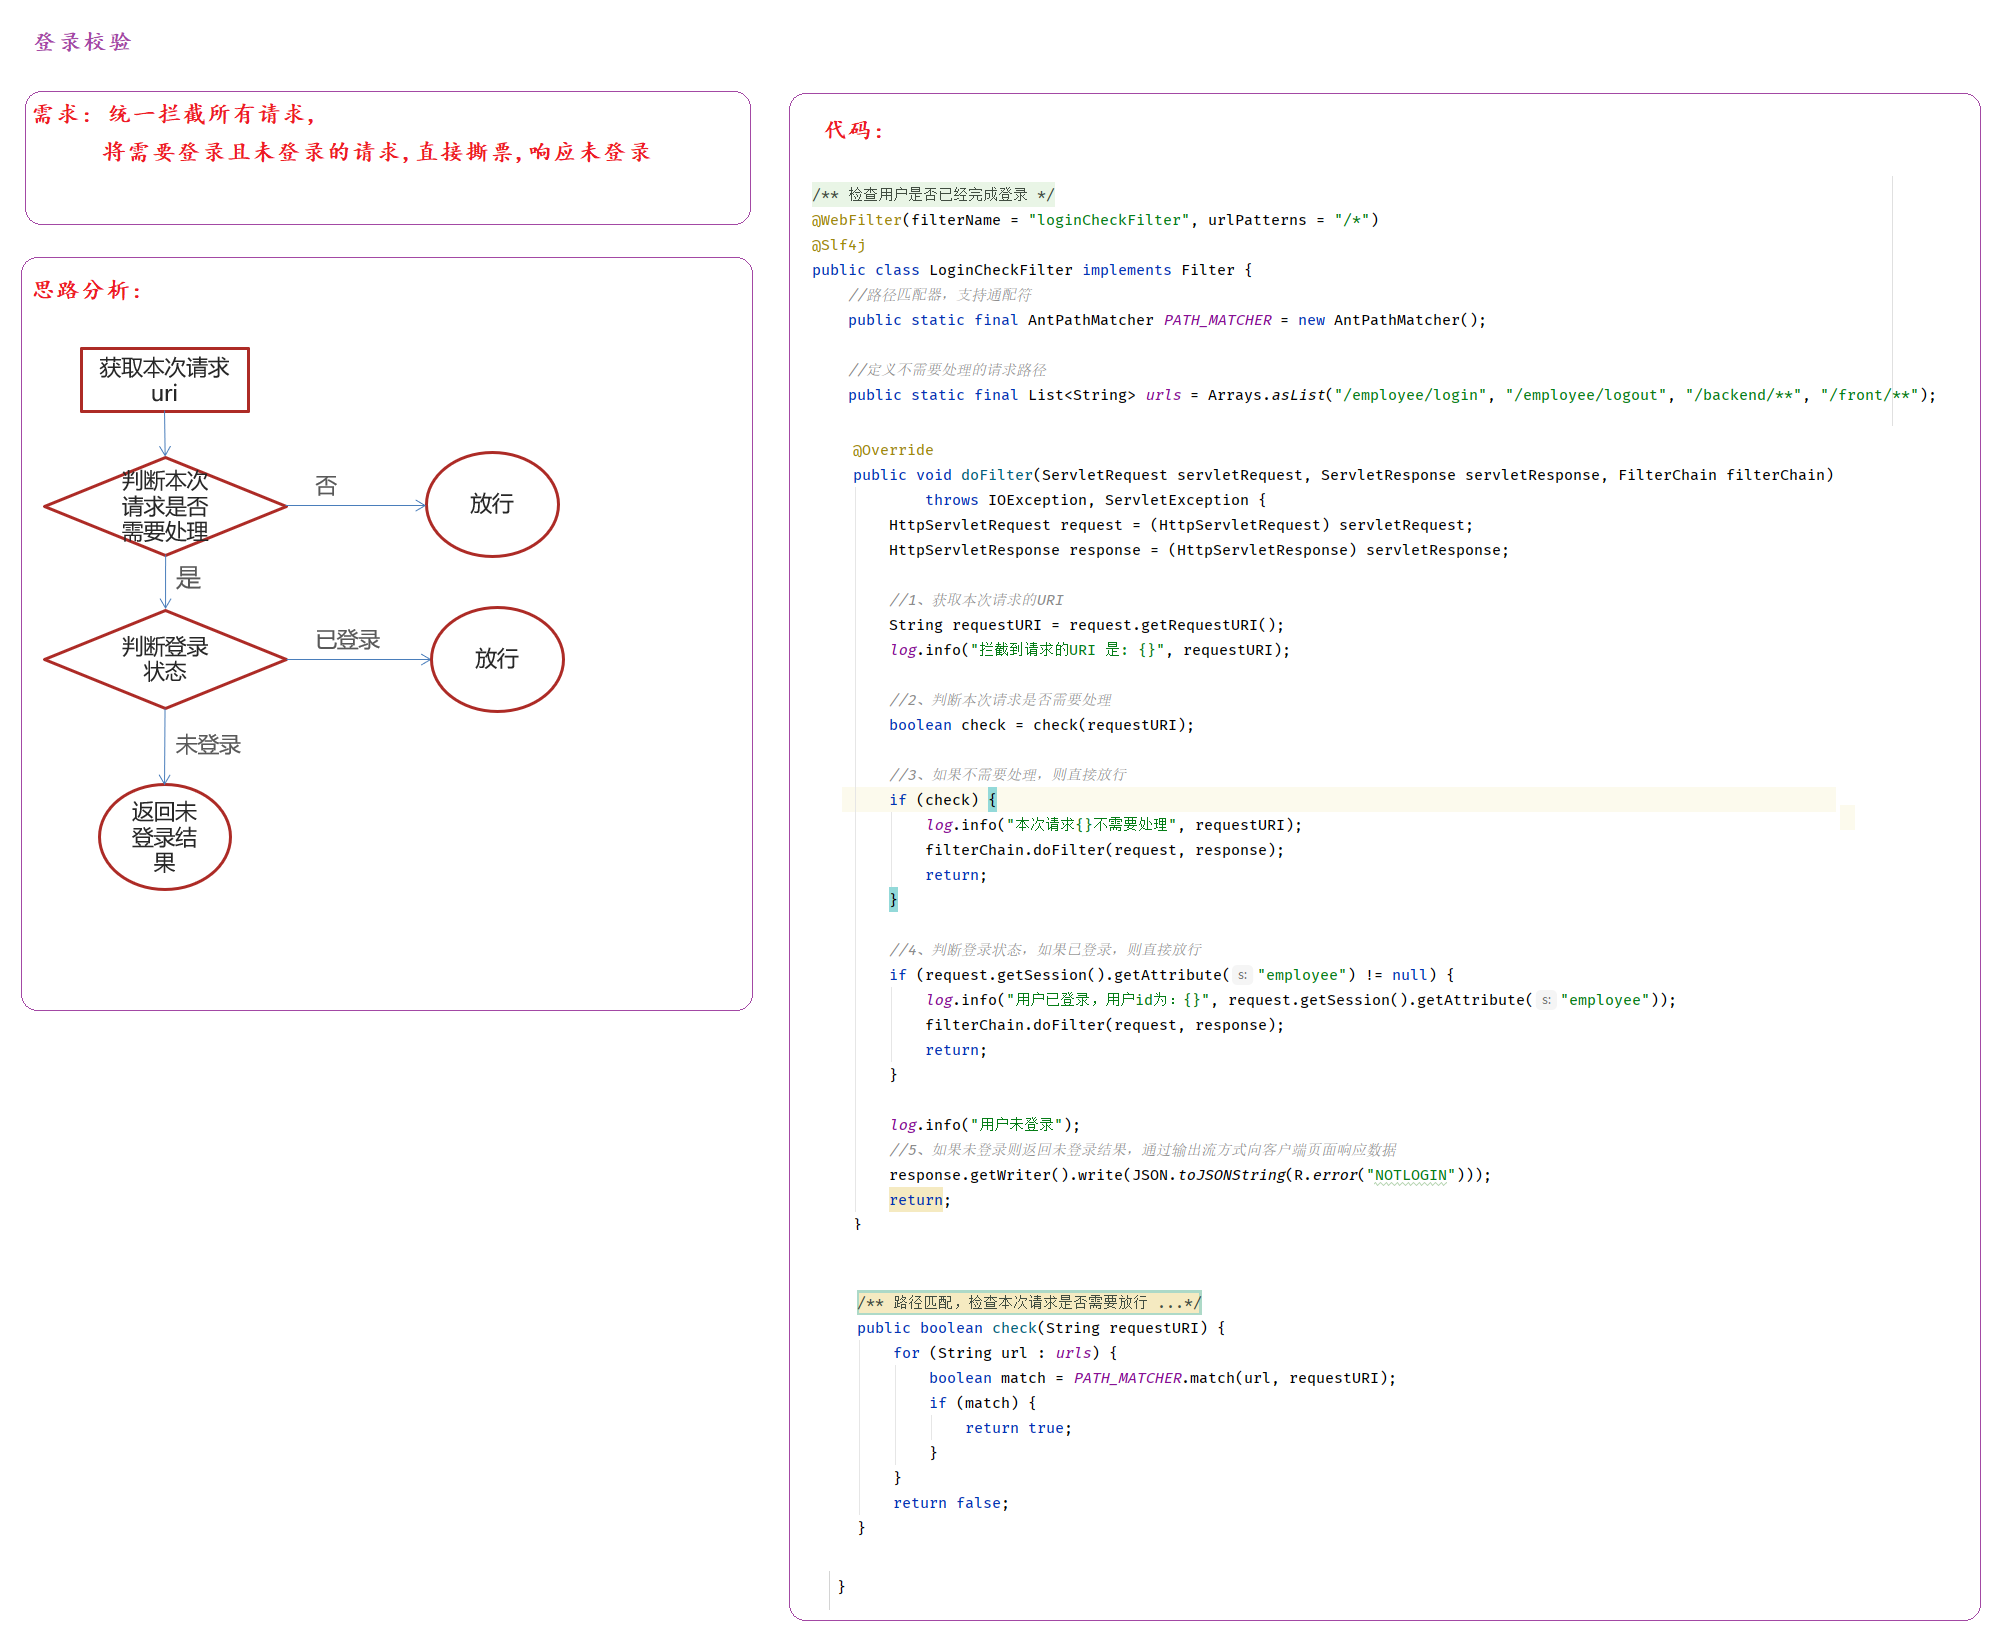 登录校验
需求: 统一拦截所有请求,
将需要登录且未登录的请求,直接撕票,响应未登录
思路分析:
获取本次请求
uri
判断本次
请求是否
需要处理
否
放行
是
判断登录
状态
已登录
放行
未登录
返回未
登录结
果
代码:
/** 检查用户是否已经完成登录 */
@WebFilter(filterName = "loginCheckFilter", urlPatterns = "/*")
@Slf4j
public class LoginCheckFilter implements Filter {
//路径匹配器，支持通配符
public static final AntPathMatcher PATH_MATCHER = new AntPathMatcher();
//定义不需要处理的请求路径
public static final List<String> urls = Arrays.asList("/employee/login", "/employee/logout", "/backend/**", "/front/**");
@Override
public void doFilter(ServletRequest servletRequest, ServletResponse servletResponse, FilterChain filterChain)
throws IOException, ServletException {
HttpServletRequest request = (HttpServletRequest) servletRequest;
HttpServletResponse response = (HttpServletResponse) servletResponse;
//1、获取本次请求的URI
String requestURI = request.getRequestURI();
log.info("拦截到请求的URI 是: {}", requestURI);
//2、判断本次请求是否需要处理
boolean check = check(requestURI);
//3、如果不需要处理，则直接放行
if (check) {
log.info("本次请求{}不需要处理", requestURI);
filterChain.doFilter(request, response);
return;
}
//4、判断登录状态，如果已登录，则直接放行
if (request.getSession().getAttribute( s: "employee") != null) {
log.info("用户已登录，用户id为：{}", request.getSession().getAttribute( s: "employee"));
filterChain.doFilter(request, response);
return;
}
log.info("用户未登录");
//5、如果未登录则返回未登录结果，通过输出流方式向客户端页面响应数据
response.getWriter().write(JSON.toJSONString(R.error("NOTLOGIN")));
return;
}
/** 路径匹配，检查本次请求是否需要放行 ...*/
public boolean check(String requestURI) {
for (String url : urls) {
boolean match = PATH_MATCHER.match(url, requestURI);
if (match) {
return true;
}
}
return false;
}
}